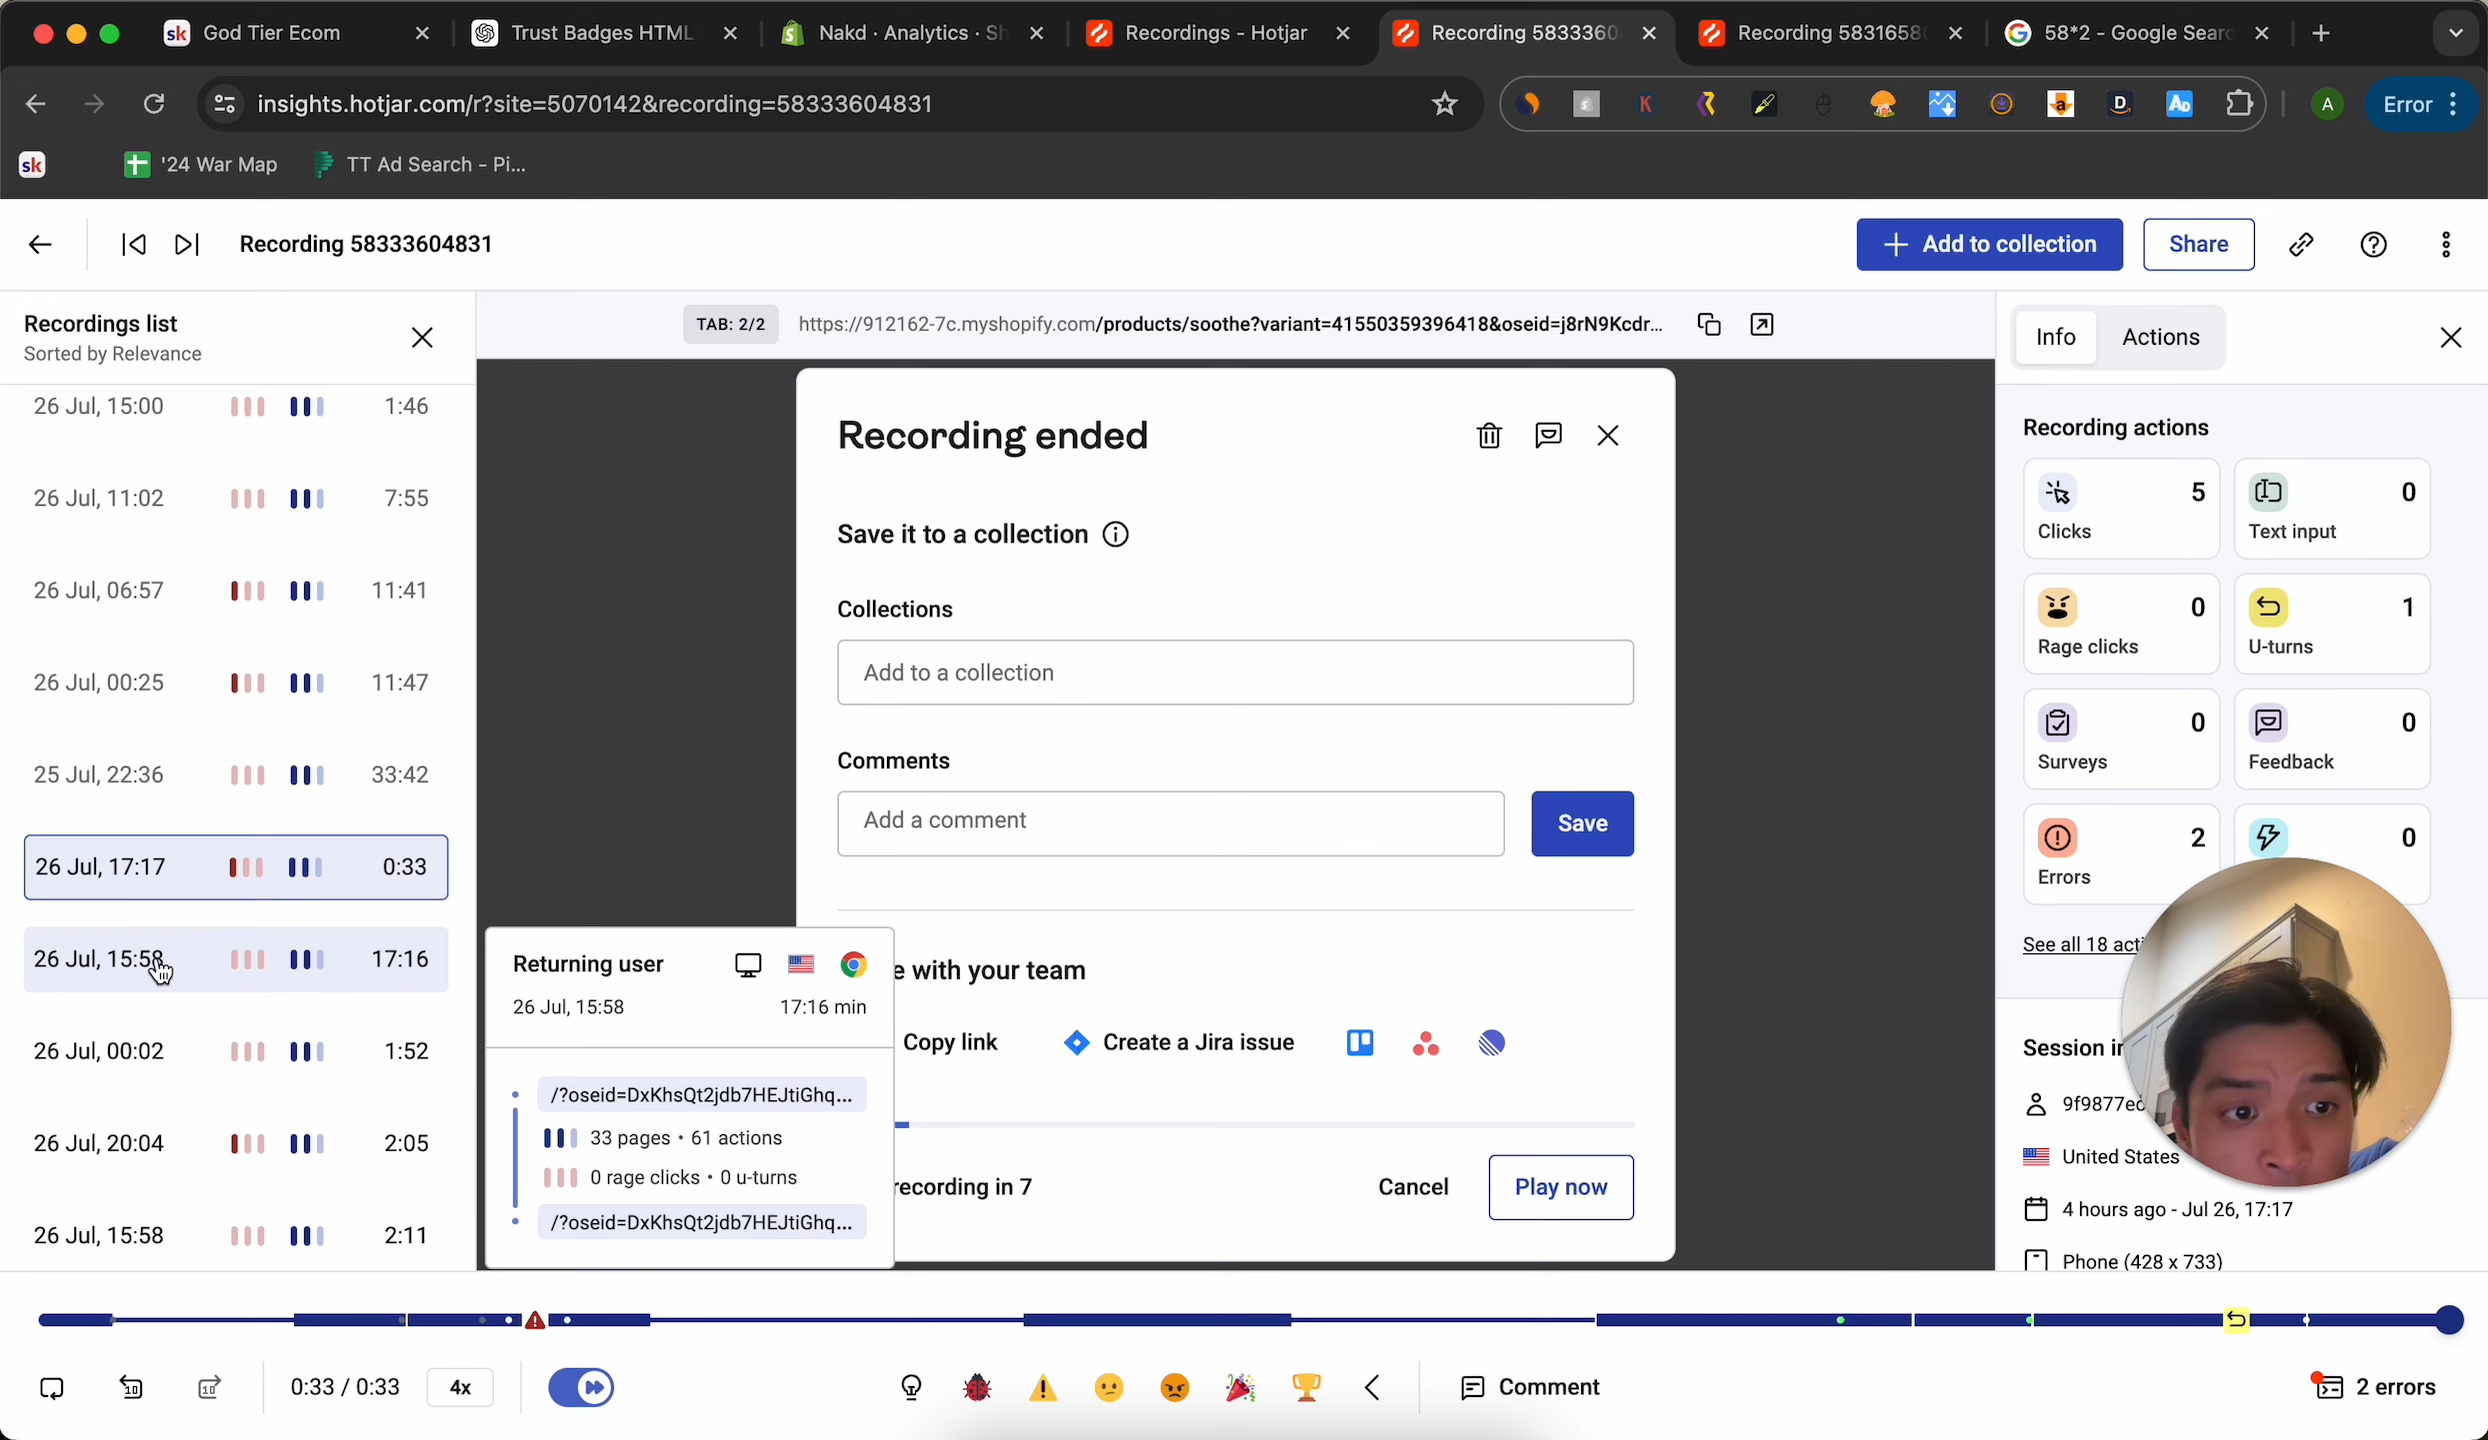 God Tier Ecom
Trust Badges HTML
Nakd · Analytics · Sh
Recordings - Hotjar
Recording 5833360
Recording 5831658
58*2 - Google Sear
insights.hotjar.com/r?site=5070142&recording=58333604831
A
Error
sk
'24 War Map
TT Ad Search - Pi...
Recording 58333604831
Add to collection
Share
Recordings list
Sorted by Relevance
TAB: 2/2
https://912162-7c.myshopify.com/products/soothe?variant=41550359396418&oseid=j8rN9Kcdr...
Info
Actions
26 Jul, 15:00 1:46
26 Jul, 11:02 7:55
26 Jul, 06:57 11:41
26 Jul, 00:25 11:47
25 Jul, 22:36 33:42
26 Jul, 17:17 0:33
26 Jul, 15:58 17:16
26 Jul, 00:02 1:52
26 Jul, 20:04 2:05
26 Jul, 15:58 2:11
Recording ended
Save it to a collection
Collections
Add to a collection
Comments
Add a comment
Save
e with your team
Copy link
Create a Jira issue
recording in 7
Cancel
Play now
Returning user
26 Jul, 15:58
17:16 min
/?oseid=DxKhsQt2jdb7HEJtiGhq...
33 pages • 61 actions
0 rage clicks • 0 u-turns
/?oseid=DxKhsQt2jdb7HEJtiGhq...
Recording actions
5
Clicks
0
Text input
0
Rage clicks
1
U-turns
0
Surveys
0
Feedback
2
Errors
0
See all 18 acti
Session in
9f9877ec
United States
4 hours ago - Jul 26, 17:17
Phone (428 x 733)
10
10
0:33 / 0:33
4x
Comment
2 errors